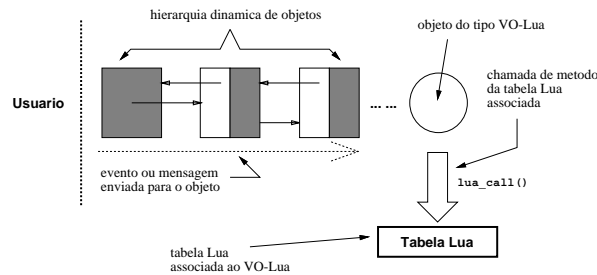 hierarquia dinamica de objetos
objeto do tipo VO-Lua
chamada de metodo
da tabela Lua
associada
Usuario
... ...
evento ou mensagem
enviada para o objeto
lua_call()
Tabela Lua
tabela Lua
associada ao VO-Lua